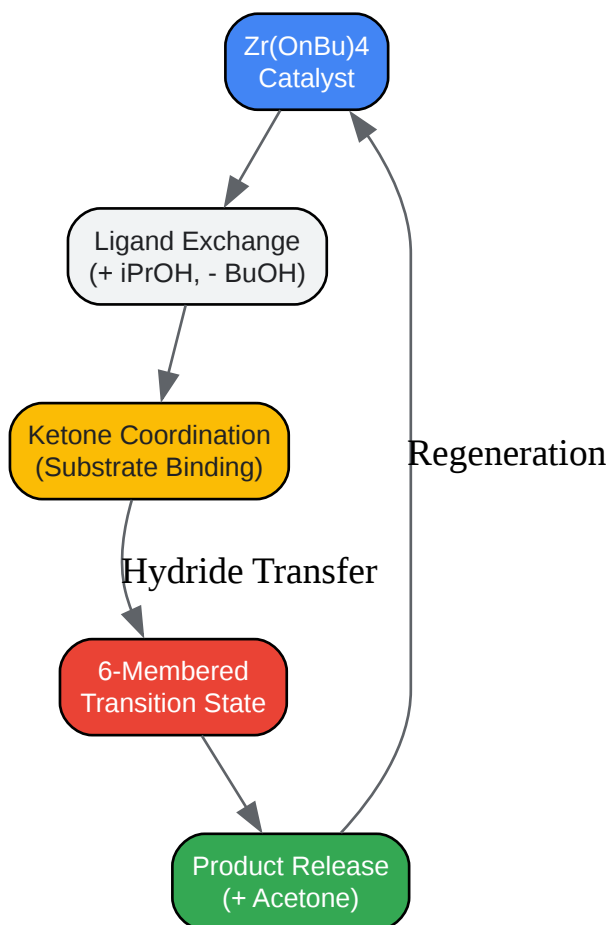 Zr(OnBu)4
Catalyst
Ligand Exchange
(+ iPrOH, - BuOH)
Ketone Coordination
(Substrate Binding)
Regeneration
Hydride Transfer
6-Membered
Transition State
Product Release
(+ Acetone)